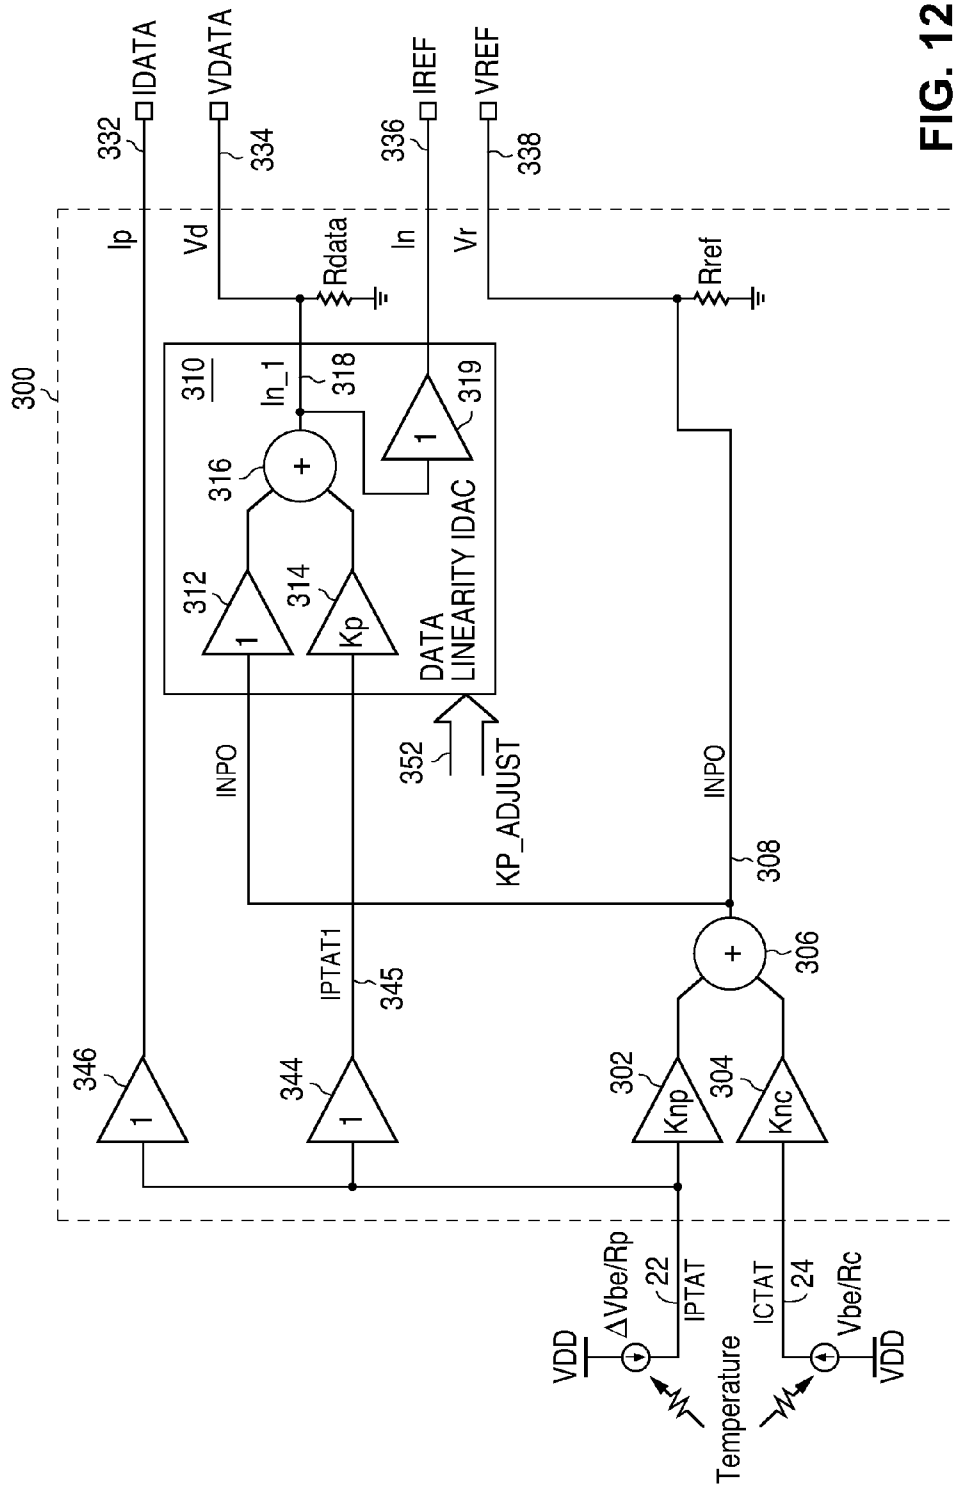 300
346
1
Ip
332
IDATA
Vd
334
VDATA
INPO
312
1
316
+
In_1
310
318
Rdata
344
1
IPTAT1
345
314
Kp
1
319
In
336
IREF
DATA
LINEARITY IDAC
352
KP_ADJUST
Vr
338
VREF
VDD
ΔVbe/Rp
22
IPTAT
302
Knp
Temperature
ICTAT
24
304
Knc
+
306
308
INPO
Rref
Vbe/Rc
VDD
FIG. 12